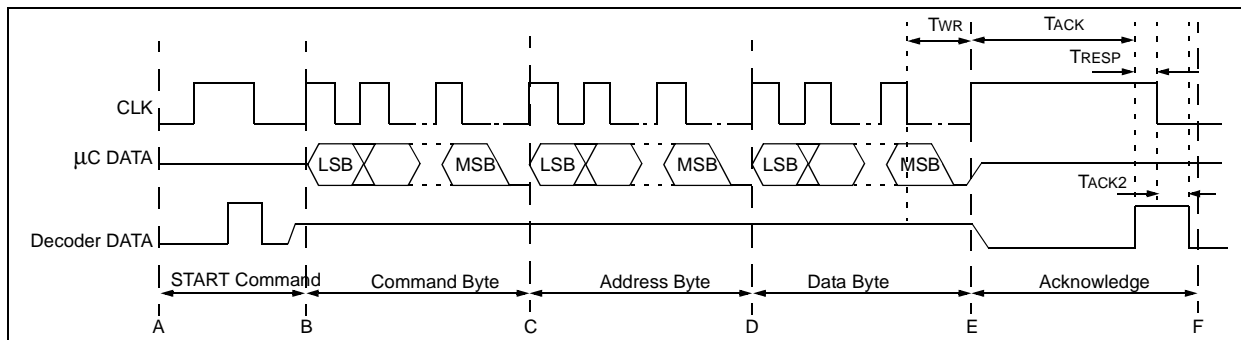 TWR
TACK
TRESP
CLK
µC DATA
LSB
MSB
LSB
MSB
LSB
MSB
TACK2
Decoder DATA
START Command
Command Byte
Address Byte
Data Byte
Acknowledge
A
B
C
D
E
F